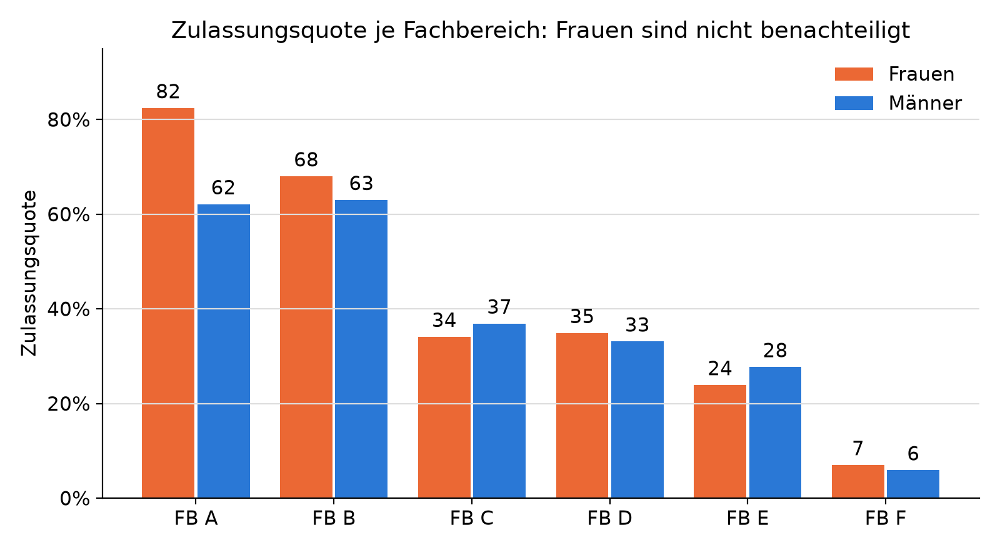 Zulassungsquote je Fachbereich: Frauen sind nicht benachteiligt
Frauen
Männer
Zulassungsquote
80%
60%
40%
20%
0%
82
62
68
63
34
37
35
33
24
28
7
6
FB A
FB B
FB C
FB D
FB E
FB F